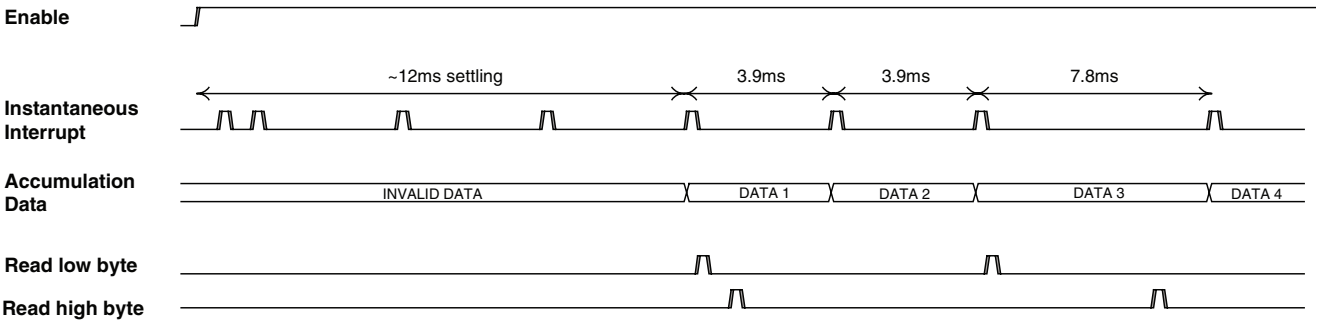 Enable
~12ms settling 3.9ms 3.9ms 7.8ms
Instantaneous
Interrupt
Accumulation
Data
INVALID DATA DATA 1 DATA 2 DATA 3 DATA 4
Read low byte
Read high byte